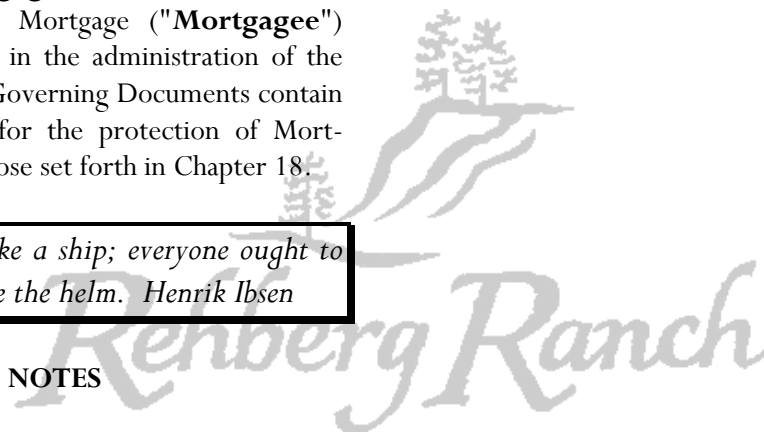 Mortgage ("Mortgagee")
in the administration of the
Governing Documents contain
for the protection of Mort-
ose set forth in Chapter 18.
ke a ship; everyone ought to
e the helm. Henrik Ibsen
Rehberg Ranch
NOTES